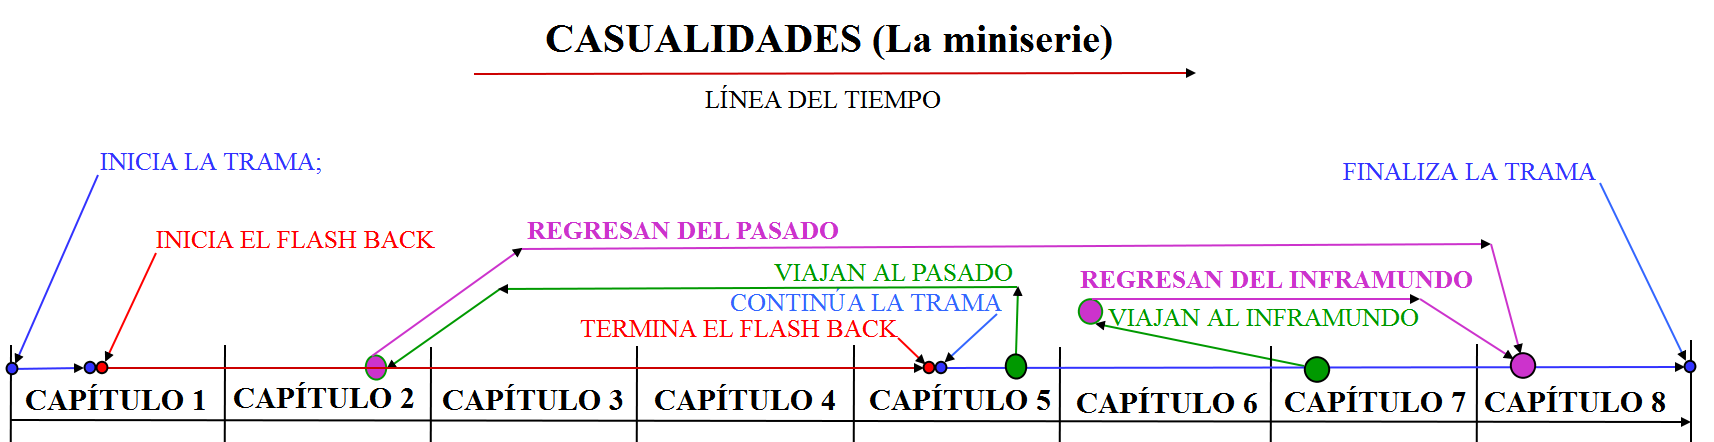 CASUALIDADES (La miniserie)
LÍNEA DEL TIEMPO
INICIA LA TRAMA;
FINALIZA LA TRAMA
INICIA EL FLASH BACK
REGRESAN DEL PASADO
VIAJAN AL PASADO
REGRESAN DEL INFRAMUNDO
CONTINÚA LA TRAMA
VIAJAN AL INFRAMUNDO
TERMINA EL FLASH BACK
CAPÍTULO 1 CAPÍTULO 2 CAPÍTULO 3 CAPÍTULO 4 CAPÍTULO 5 CAPÍTULO 6 CAPÍTULO 7 CAPÍTULO 8